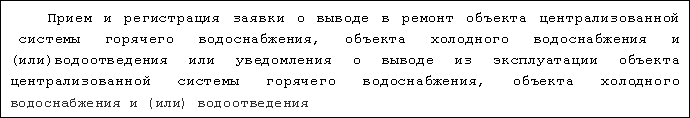 Прием и регистрация заявки о выводе в ремонт объекта централизованной
системы горячего водоснабжения, объекта холодного водоснабжения и
(или)водоотведения или уведомления о выводе из эксплуатации объекта
централизованной системы горячего водоснабжения, объекта холодного
водоснабжения и (или) водоотведения